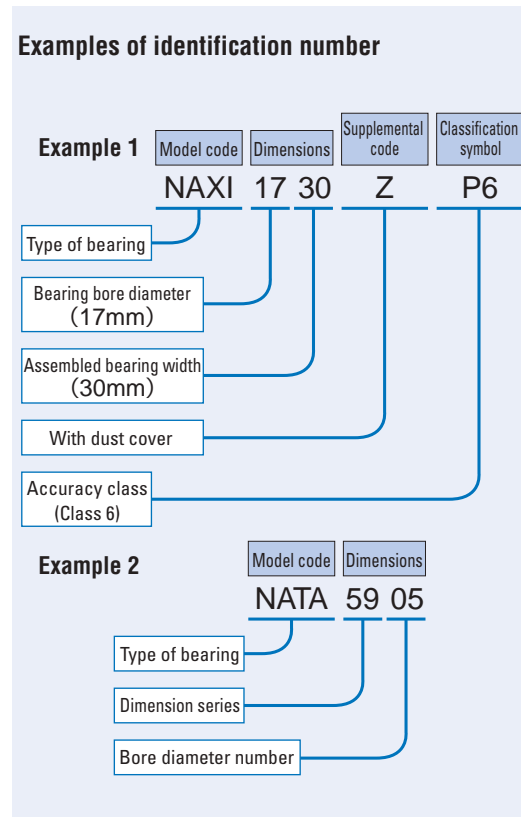 Examples of identification number
Example 1
Model code
Dimensions
Supplemental
code
Classification
symbol
NAXI 17 30 Z P6
Type of bearing
Bearing bore diameter
（17mm）
Assembled bearing width
（30mm）
With dust cover
Accuracy class
(Class 6)
Example 2
Model code
Dimensions
NATA 59 05
Type of bearing
Dimension series
Bore diameter number